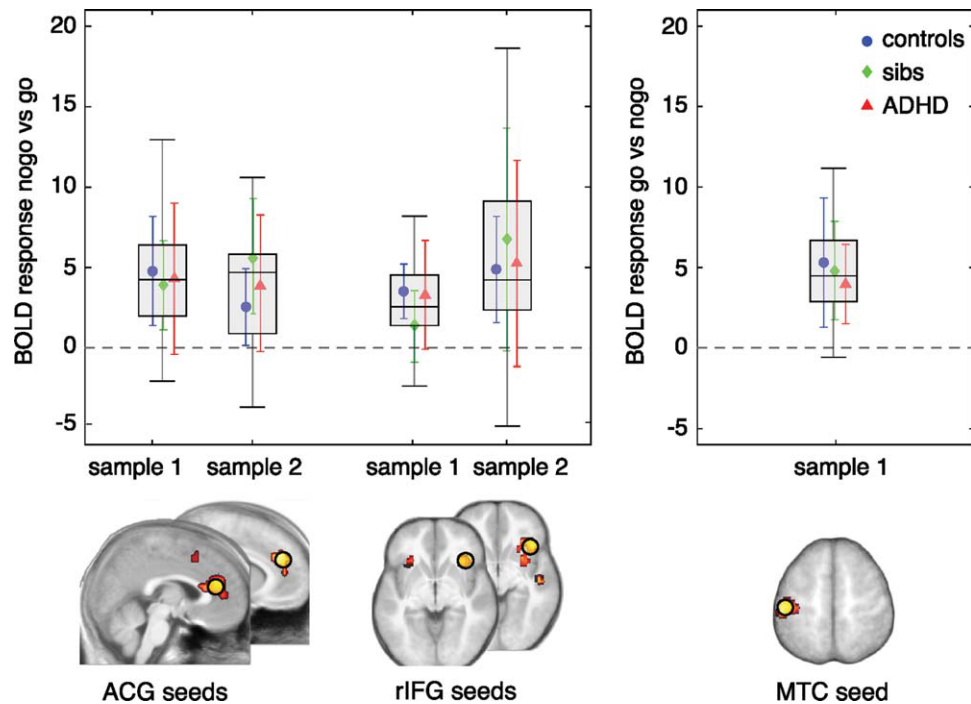 BOLD response nogo vs go
20
15
10
5
0
-5
sample 1
sample 2
sample 1
sample 2
ACG seeds
rIFG seeds
BOLD response go vs nogo
20
15
10
5
0
-5
controls
sibs
ADHD
sample 1
MTC seed